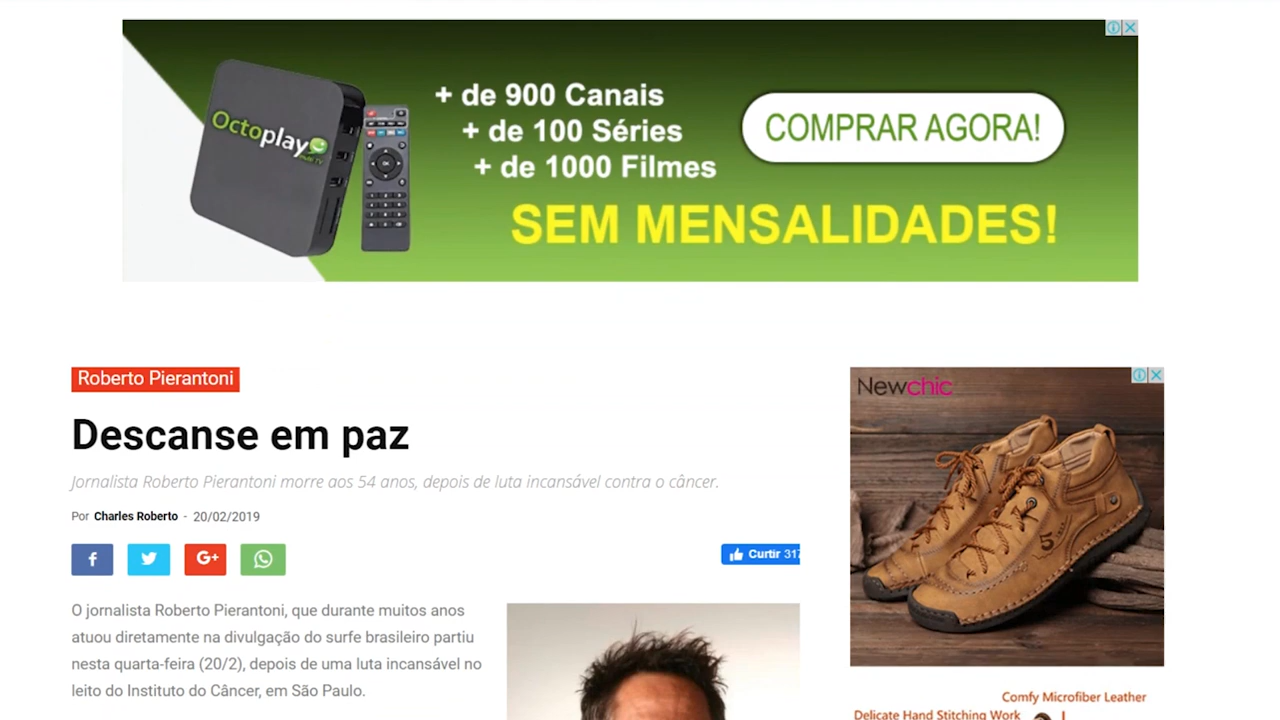 Octoplay
+ de 900 Canais
+ de 100 Séries
+ de 1000 Filmes
COMPRAR AGORA!
SEM MENSALIDADES!
Roberto Pierantoni
Descanse em paz
Jornalista Roberto Pierantoni morre aos 54 anos, depois de luta incansável contra o câncer.
Por Charles Roberto - 20/02/2019
f G+
Curtir 317
O jornalista Roberto Pierantoni, que durante muitos anos
atuou diretamente na divulgação do surfe brasileiro partiu
nesta quarta-feira (20/2), depois de uma luta incansável no
leito do Instituto do Câncer, em São Paulo.
Newchic
5
Comfy Microfiber Leather
Delicate Hand Stitching Work